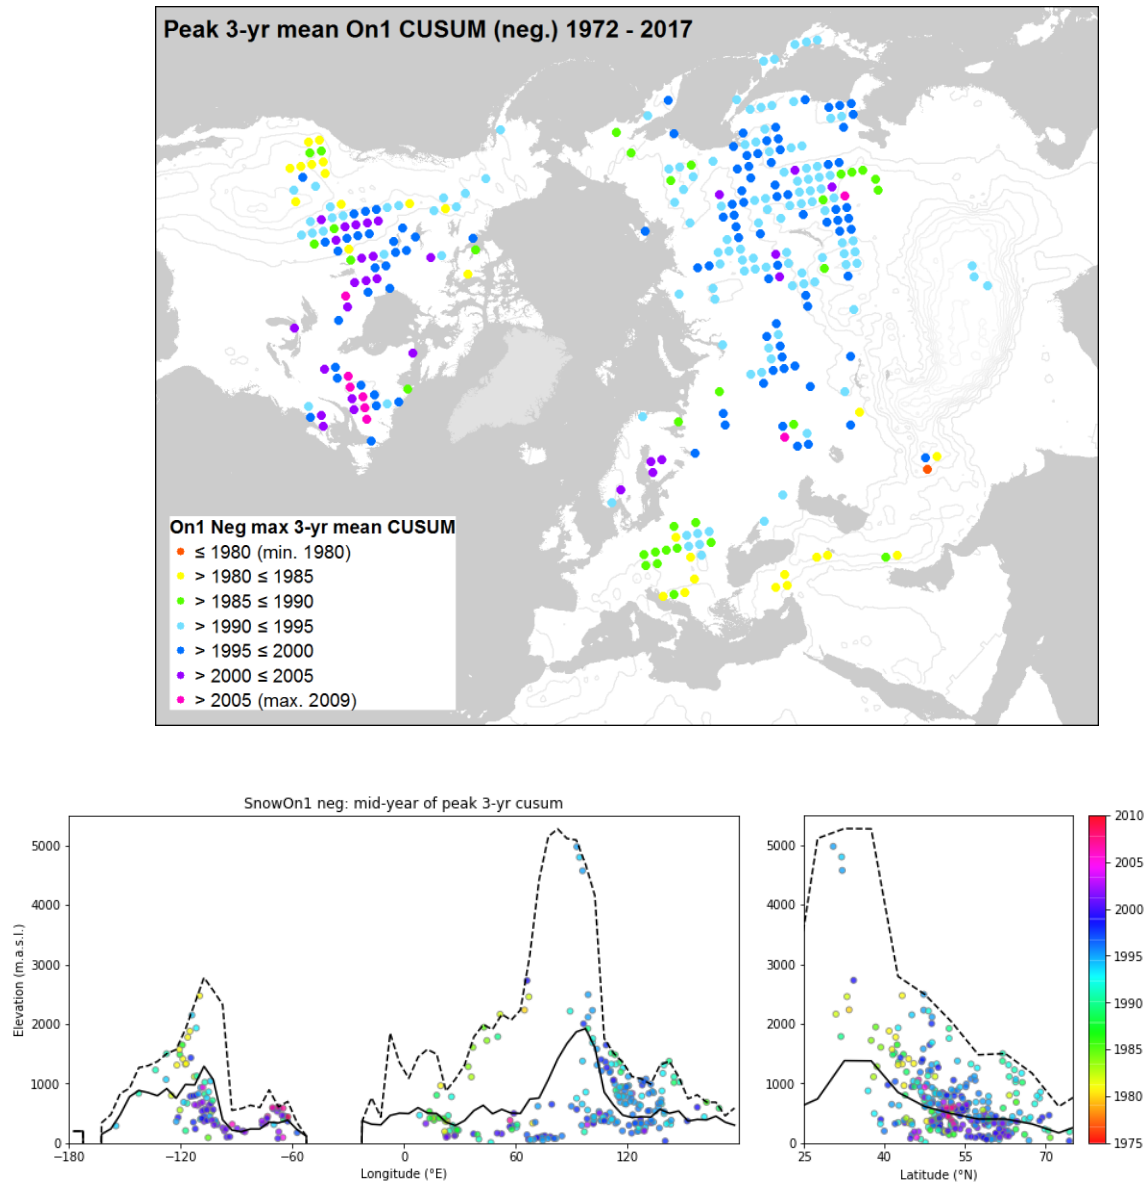 Peak 3-yr mean On1 CUSUM (neg.) 1972 - 2017
On1 Neg max 3-yr mean CUSUM
≤ 1980 (min. 1980)
> 1980 ≤ 1985
> 1985 ≤ 1990
> 1990 ≤ 1995
> 1995 ≤ 2000
> 2000 ≤ 2005
> 2005 (max. 2009)
SnowOn1 neg: mid-year of peak 3-yr cusum
Elevation (m.a.s.l.)
5000
4000
3000
2000
1000
0
−180 −120 −60 0 60 120
Longitude (°E)
5000
4000
3000
2000
1000
0
25 40 55 70
Latitude (°N)
2010
2005
2000
1995
1990
1985
1980
1975